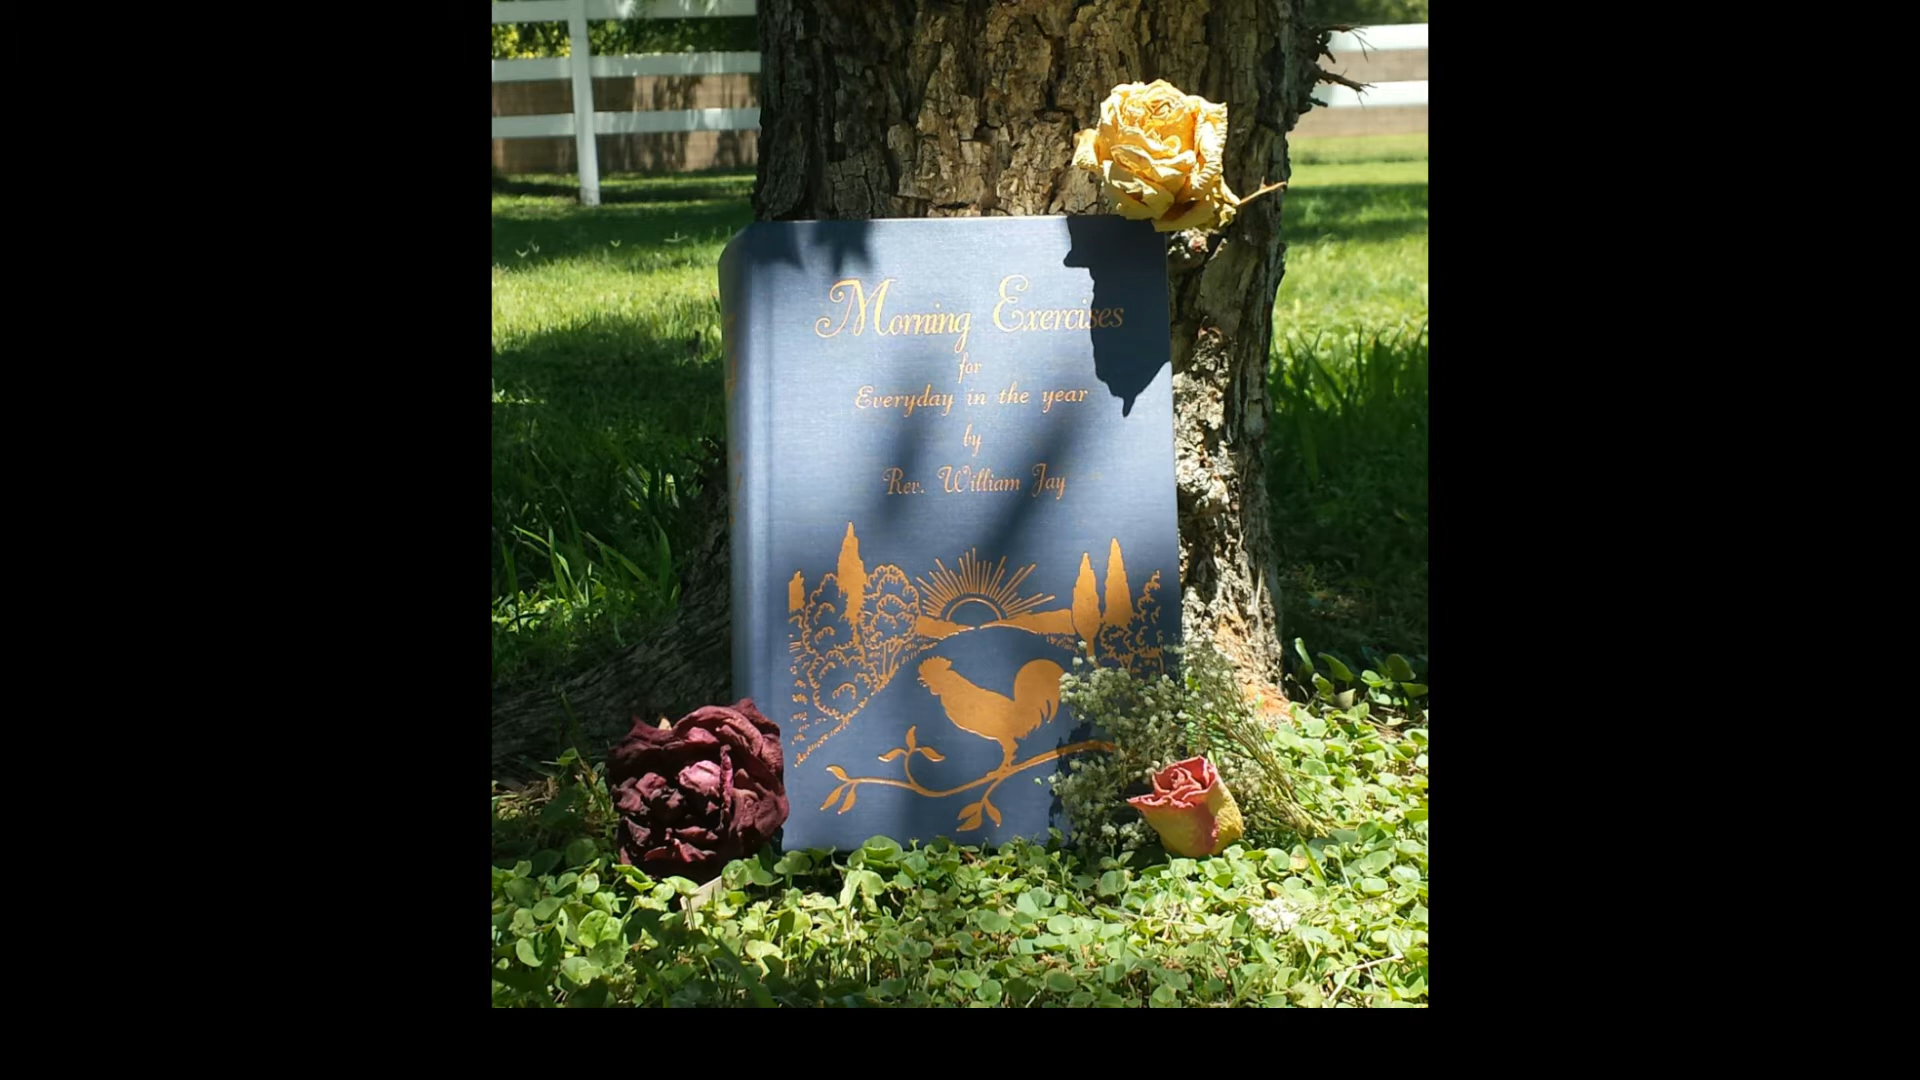 Morning Exercises
for
Everyday in the year
by
Rev. William Jay